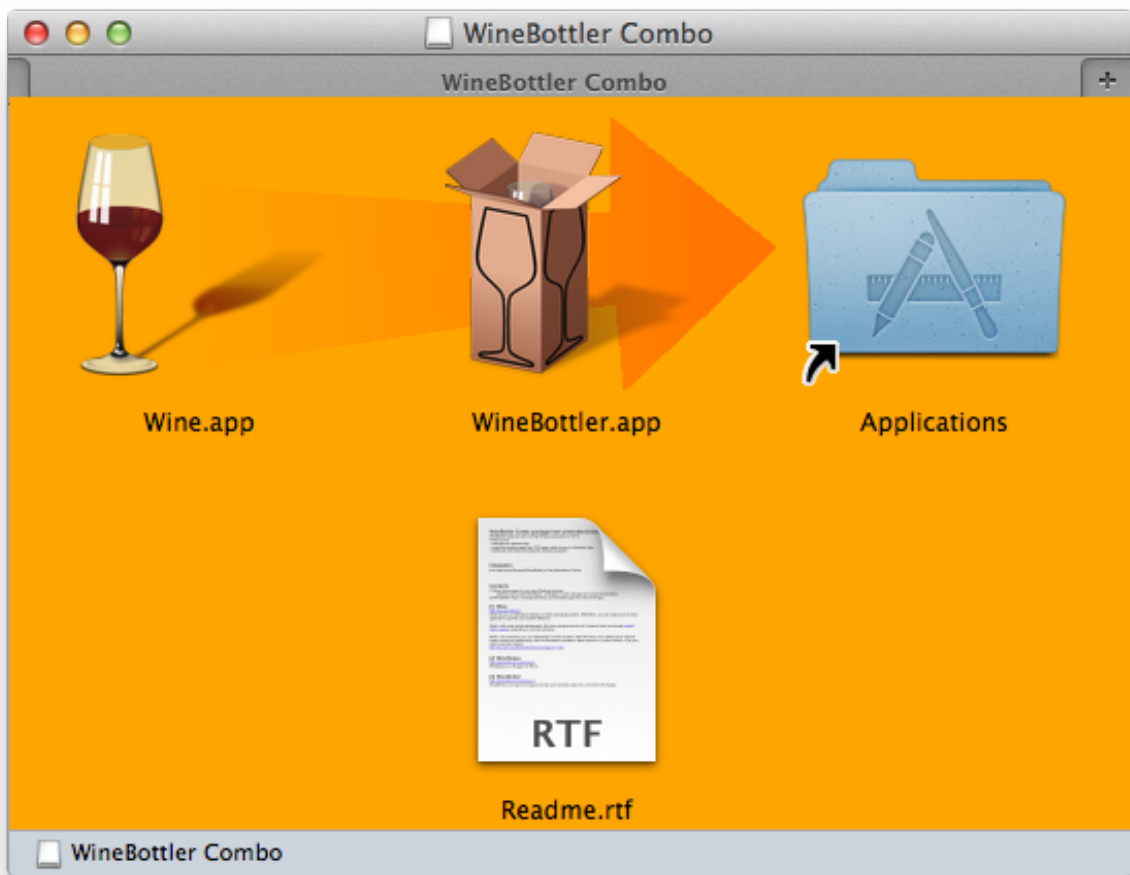 WineBottler Combo
WineBottler Combo
+
Wine.app
WineBottler.app
Applications
RTF
Readme.rtf
WineBottler Combo